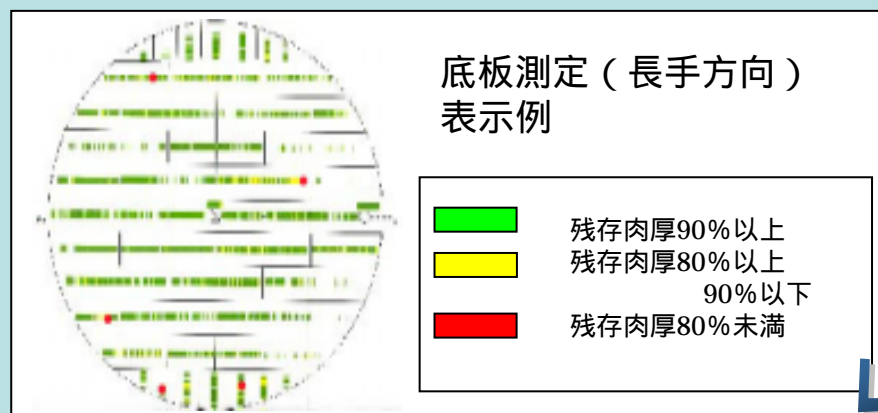 底板測定（長手方向）
表示例
残存肉厚90%以上
残存肉厚80%以上
90%以下
残存肉厚80%未満